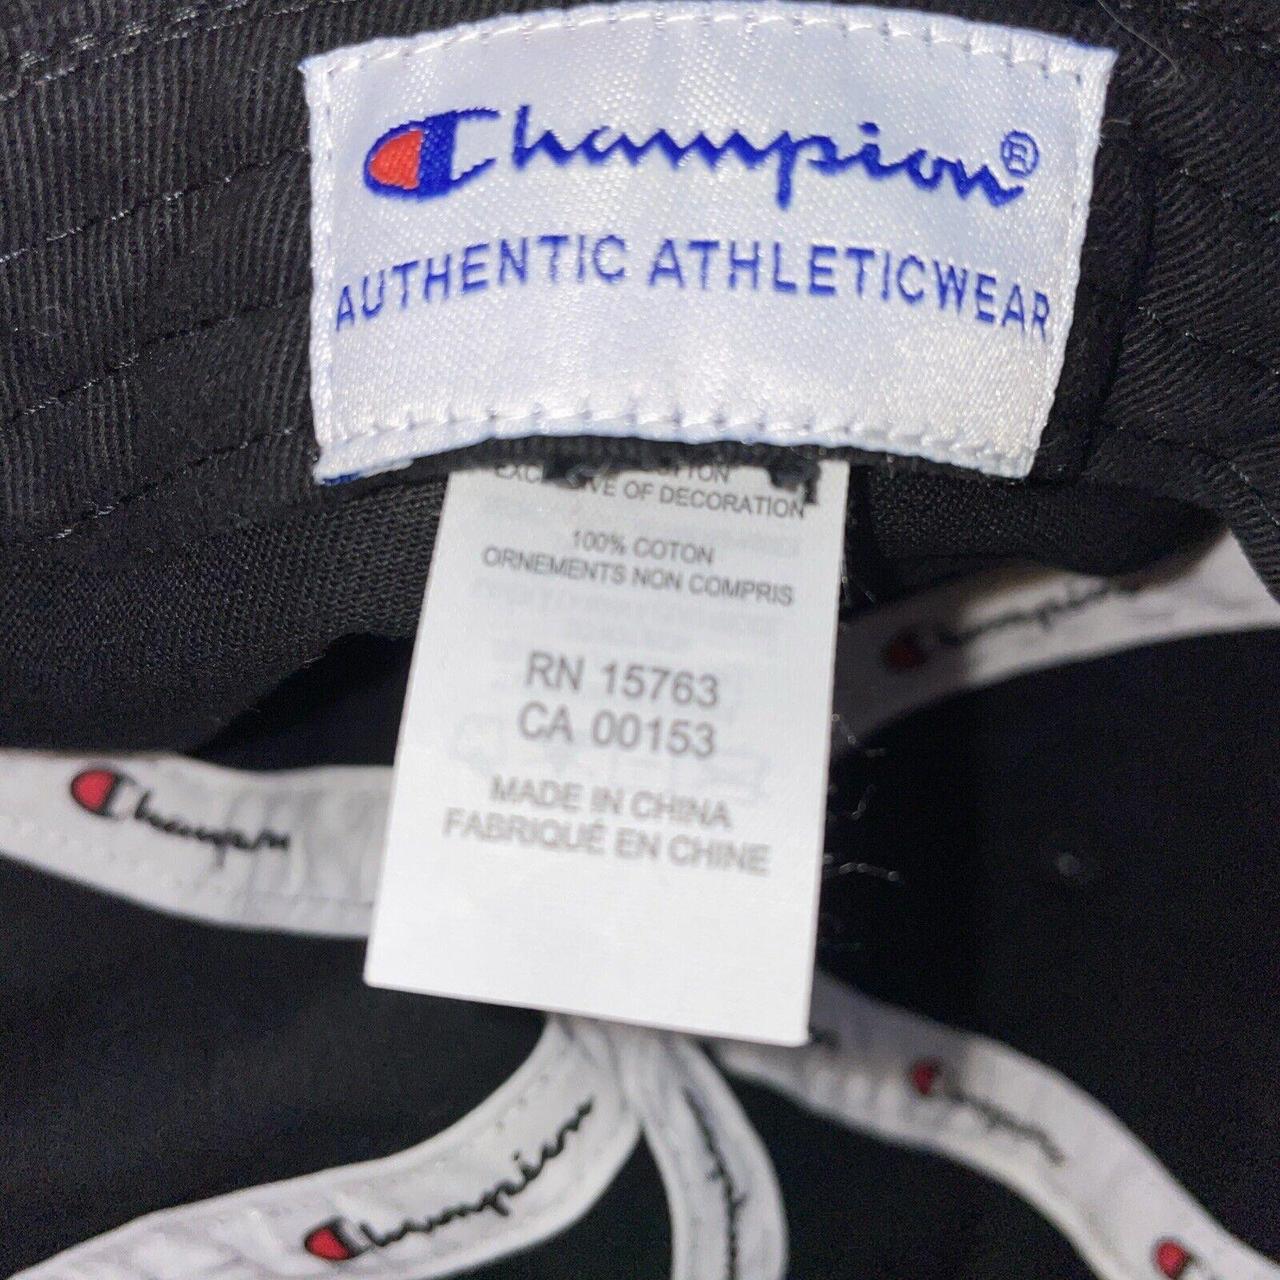 Champion®
AUTHENTIC ATHLETICWEAR
OF DECORATION
100% COTON
ORNEMENTS NON COMPRIS
RN 15763
CA 00153
MADE IN CHINA
FABRIQUÉ EN CHINE
Champion
Champion
Champion
Champion